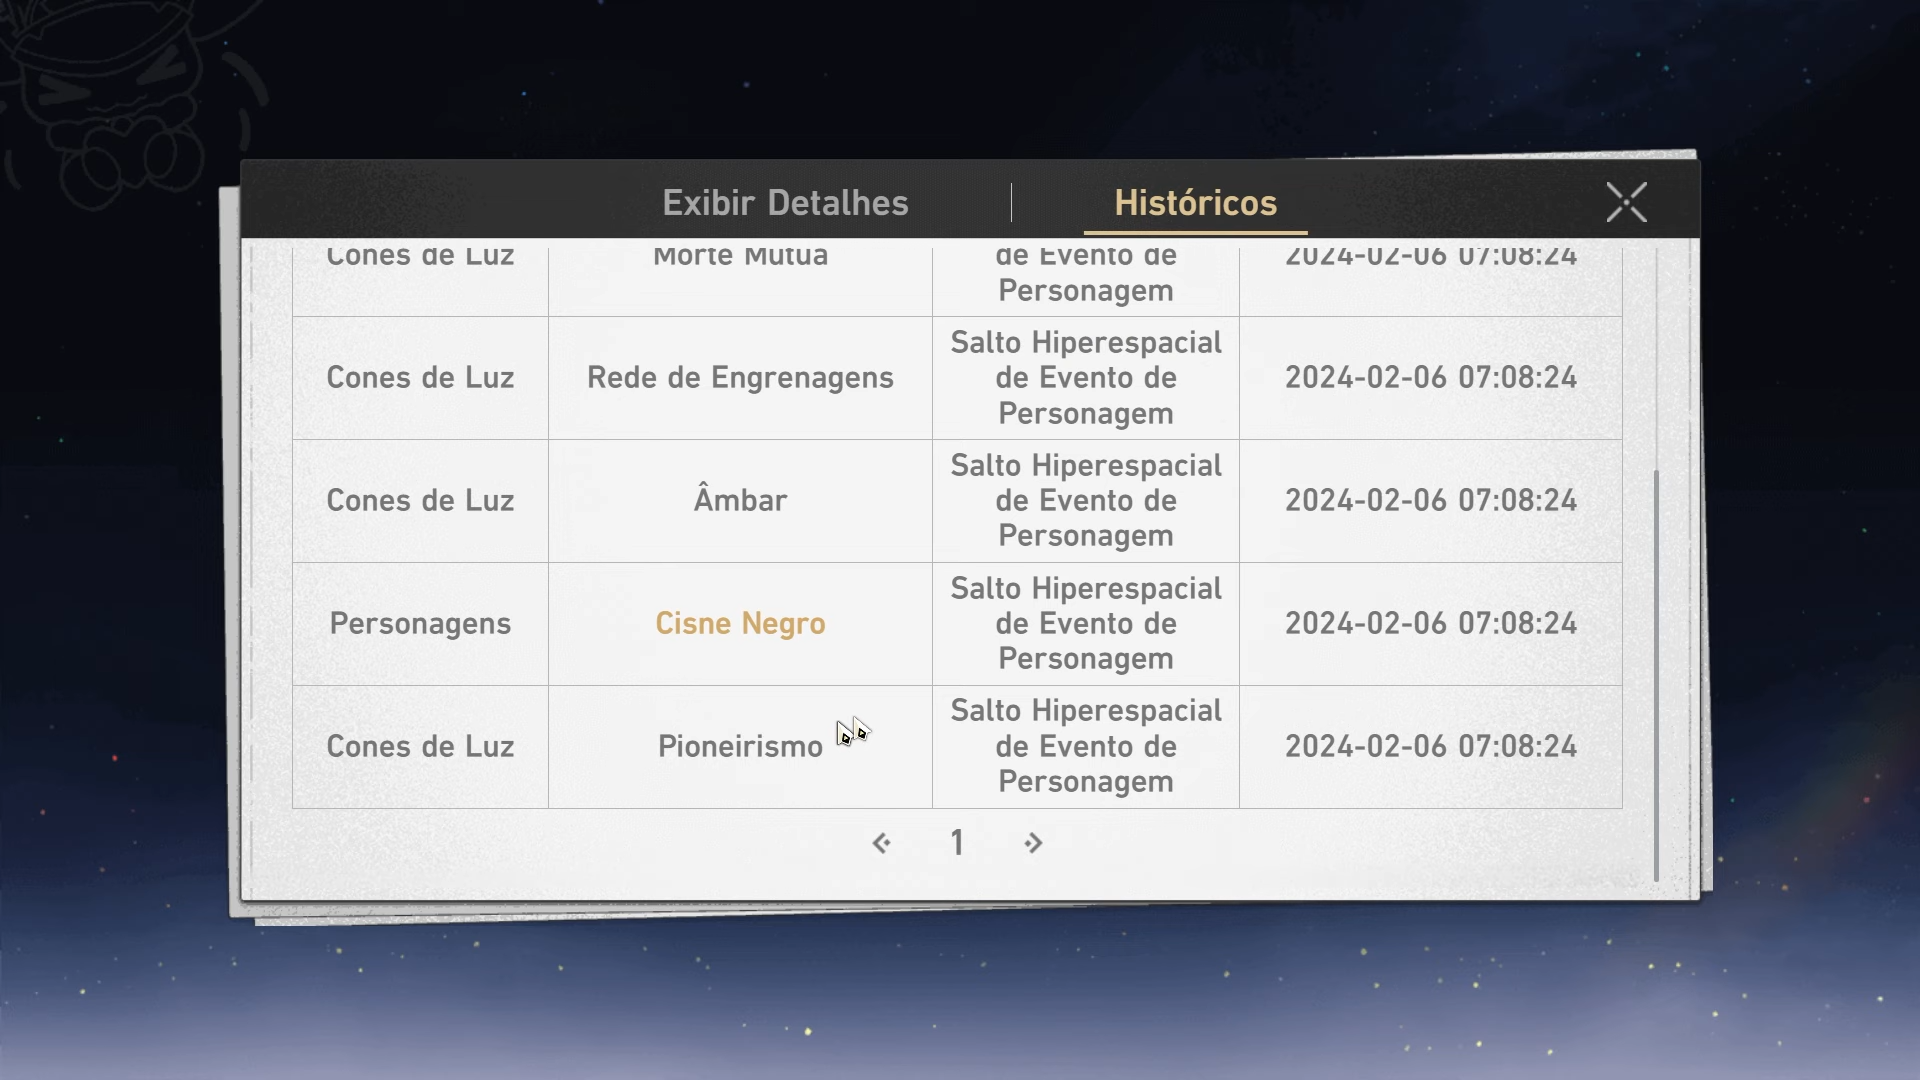 Exibir Detalhes
Históricos
Cones de Luz
Morte Mútua
de Evento de
Personagem
2024-02-06 07:08:24
Cones de Luz
Rede de Engrenagens
Salto Hiperespacial
de Evento de
Personagem
2024-02-06 07:08:24
Cones de Luz
Âmbar
Salto Hiperespacial
de Evento de
Personagem
2024-02-06 07:08:24
Personagens
Cisne Negro
Salto Hiperespacial
de Evento de
Personagem
2024-02-06 07:08:24
Cones de Luz
Pioneirismo
Salto Hiperespacial
de Evento de
Personagem
2024-02-06 07:08:24
1